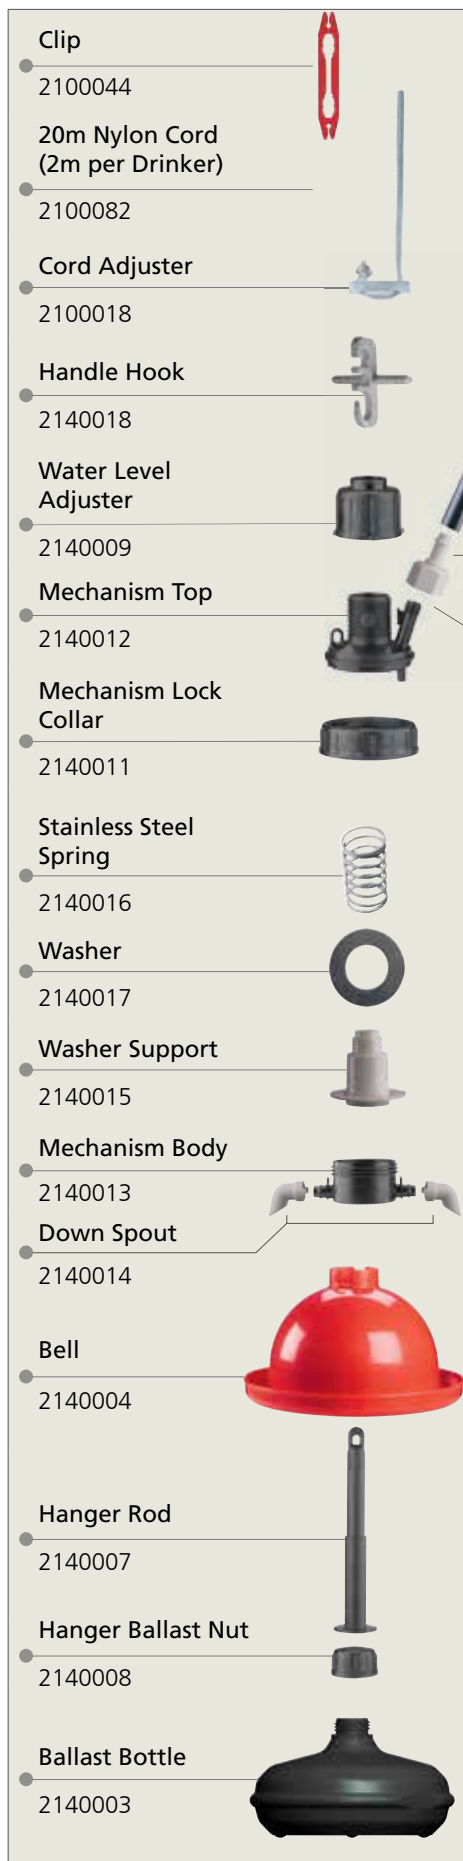 Clip
2100044
20m Nylon Cord
(2m per Drinker)
2100082
Cord Adjuster
2100018
Handle Hook
2140018
Water Level
Adjuster
2140009
Mechanism Top
2140012
Mechanism Lock
Collar
2140011
Stainless Steel
Spring
2140016
Washer
2140017
Washer Support
2140015
Mechanism Body
2140013
Down Spout
2140014
Bell
2140004
Hanger Rod
2140007
Hanger Ballast Nut
2140008
Ballast Bottle
2140003